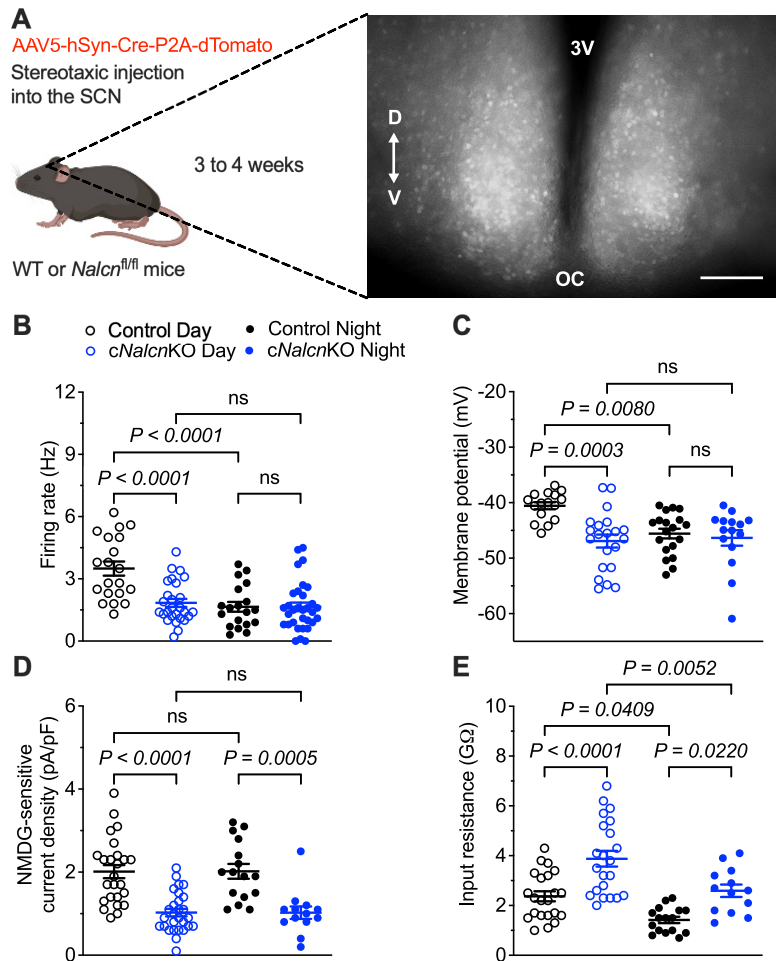 A
AAV5-hSyn-Cre-P2A-dTomato
Stereotaxic injection
into the SCN
3 to 4 weeks
WT or Nalcnfl/fl mice
3V
D
V
OC
B
Control Day
Control Night
cNalcnKO Day
cNalcnKO Night
Firing rate (Hz)
12
9
6
3
0
ns
P < 0.0001
P < 0.0001
ns
C
Membrane potential (mV)
-20
-30
-40
-50
-60
ns
P = 0.0080
P = 0.0003
ns
D
NMDG-sensitive
current density (pA/pF)
6
4
2
0
ns
ns
P < 0.0001
P = 0.0005
E
Input resistance (GΩ)
10
8
6
4
2
0
P = 0.0052
P = 0.0409
P < 0.0001
P = 0.0220